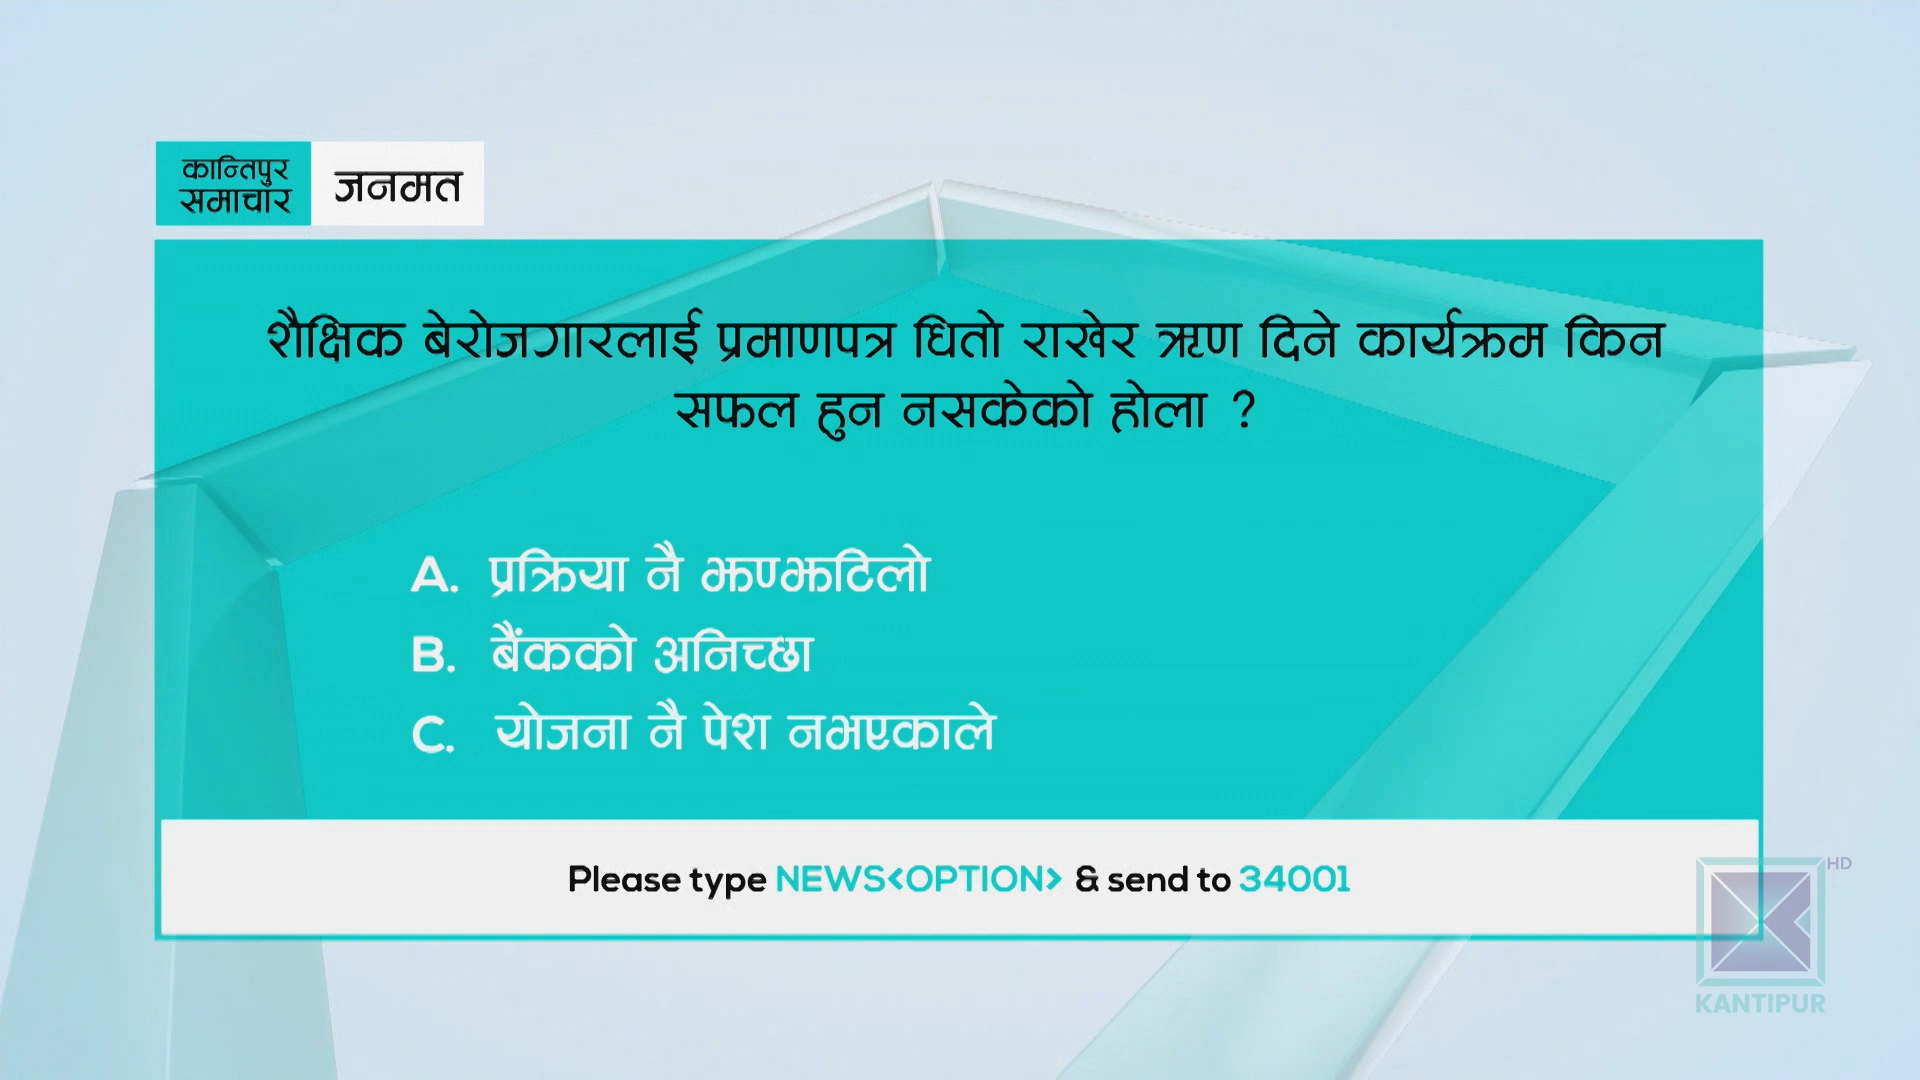 कान्तिपुर
समाचार
जनमत
शैक्षिक बेरोजगारलाई प्रमाणपत्र धितो राखेर ऋण दिने कार्यक्रम किन
सफल हुन नसकेको होला ?
A. प्रक्रिया नै झण्झटिलो
B. बैंकको अनिच्छा
C. योजना नै पेश नभएकाले
Please type NEWS<OPTION> & send to 34001
HD
KANTIPUR